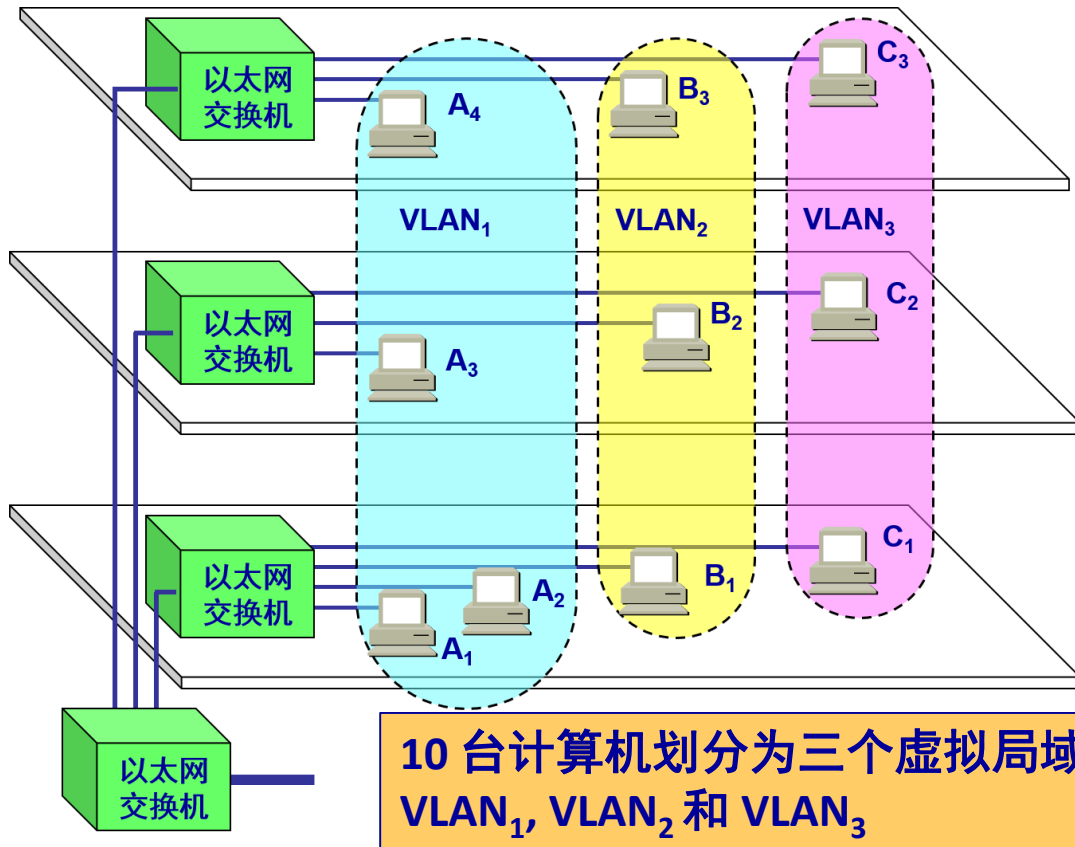 以太网
交换机
A₄
B₃
C₃
VLAN₁
VLAN₂
VLAN₃
以太网
交换机
A₃
B₂
C₂
以太网
交换机
A₁
A₂
B₁
C₁
以太网
交换机
10 台计算机划分为三个虚拟局域
VLAN₁, VLAN₂ 和 VLAN₃